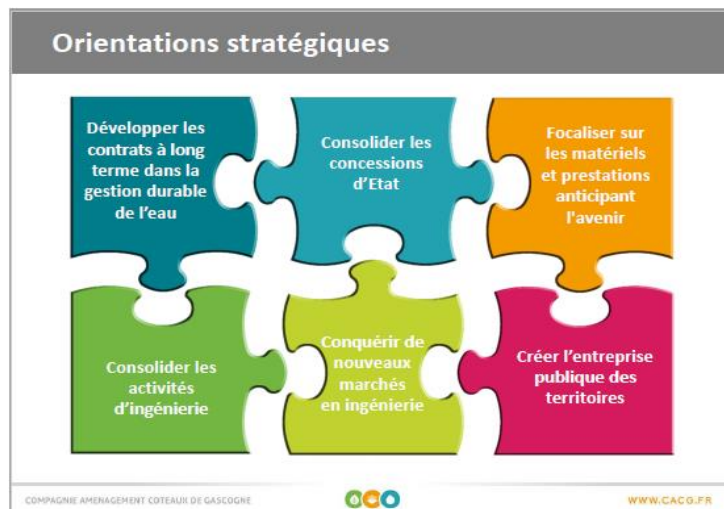 Orientations stratégiques
Développer les
contrats à long
terme dans la
gestion durable
de l'eau
Consolider les
concessions
d'Etat
Focaliser sur
les matériels
et prestations
anticipant
l'avenir
Consolider les
activités
d'ingénierie
Conquérir de
nouveaux
marchés
en ingénierie
Créer l'entreprise
publique des
territoires
COMPAGNIE AMENAGEMENT COTEAUX DE GASCOGNE
WWW.CACG.FR